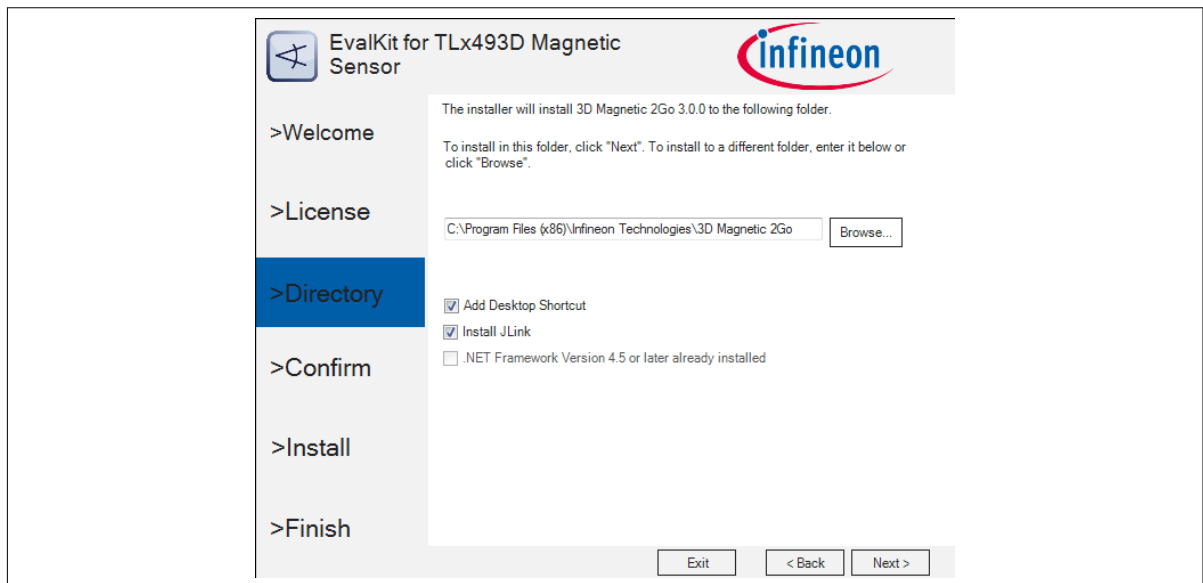 EvalKit for TLx493D Magnetic
Sensor
infineon
>Welcome
>License
>Directory
>Confirm
>Install
>Finish
The installer will install 3D Magnetic 2Go 3.0.0 to the following folder.
To install in this folder, click "Next". To install to a different folder, enter it below or
click "Browse".
C:\Program Files (x86)\Infineon Technologies\3D Magnetic 2Go
Browse...
Add Desktop Shortcut
Install JLink
.NET Framework Version 4.5 or later already installed
Exit
< Back
Next >